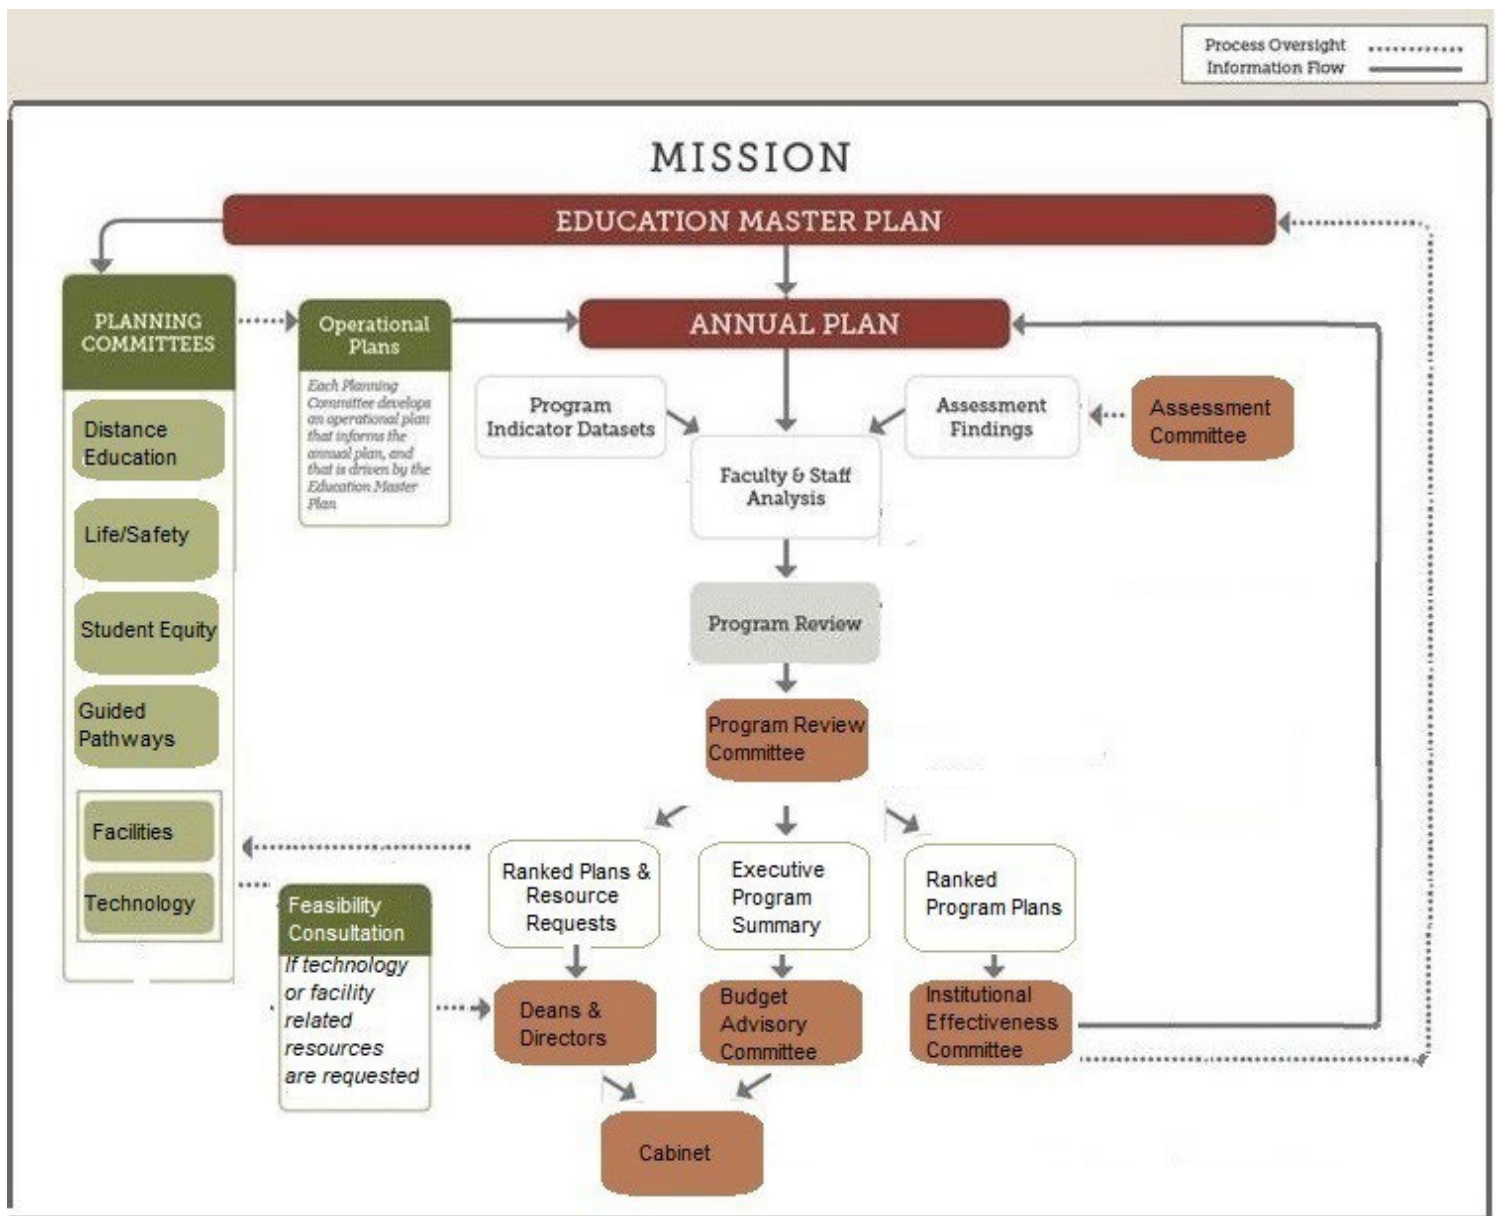 Process Oversight
Information Flow
MISSION
EDUCATION MASTER PLAN
PLANNING
COMMITTEES
Operational
Plans
ANNUAL PLAN
Each Planning
Committee develops
an operational plan
that informs the
annual plan, and
that is driven by the
Education Master
Plan
Program
Indicator Datasets
Assessment
Findings
Assessment
Committee
Distance
Education
Faculty & Staff
Analysis
Life/Safety
Student Equity
Program Review
Guided
Pathways
Program Review
Committee
Facilities
Technology
Feasibility
Consultation
If technology
or facility
related
resources
are requested
Ranked Plans &
Resource
Requests
Executive
Program
Summary
Ranked
Program Plans
Deans &
Directors
Budget
Advisory
Committee
Institutional
Effectiveness
Committee
Cabinet